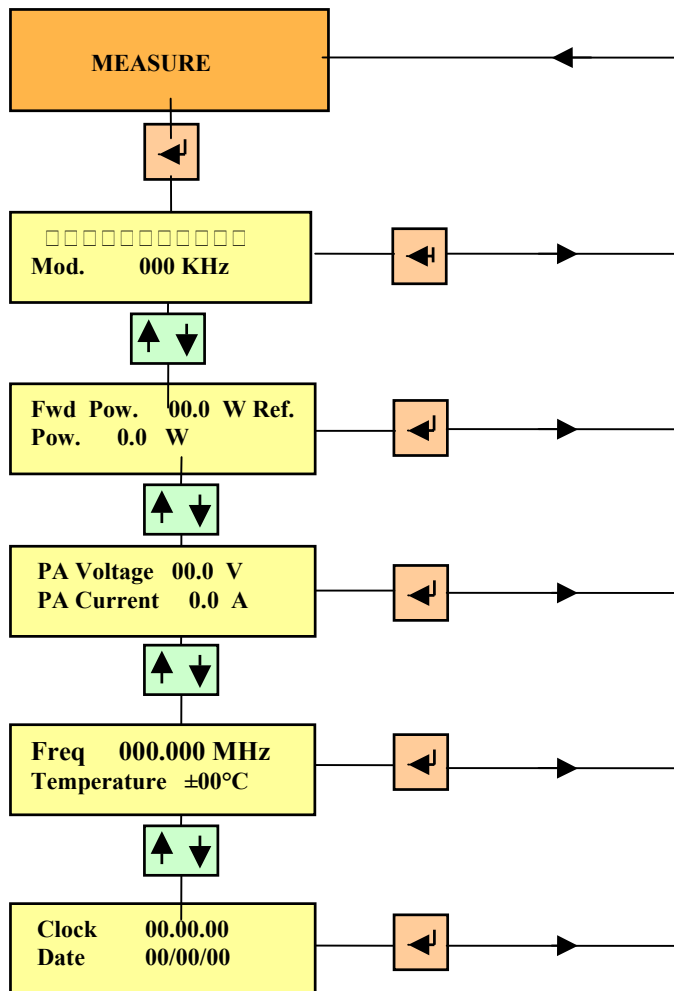 MEASURE
□□□□□□□□□□□
Mod. 000 KHz
Fwd Pow. 00.0 W Ref.
Pow. 0.0 W
PA Voltage 00.0 V
PA Current 0.0 A
Freq 000.000 MHz
Temperature ±00°C
Clock 00.00.00
Date 00/00/00